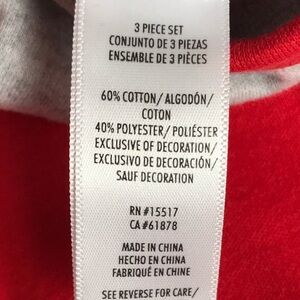 3 PIECE SET
CONJUNTO DE 3 PIEZAS
ENSEMBLE DE 3 PIÈCES
60% COTTON/ ALGODÓN/
COTON
40% POLYESTER/ POLIÉSTER
EXCLUSIVE OF DECORATION/
EXCLUSIVO DE DECORACIÓN/
SAUF DECORATION
RN #15517
CA #61878
MADE IN CHINA
HECHO EN CHINA
FABRIQUÉ EN CHINE
SEE REVERSE FOR CARE/